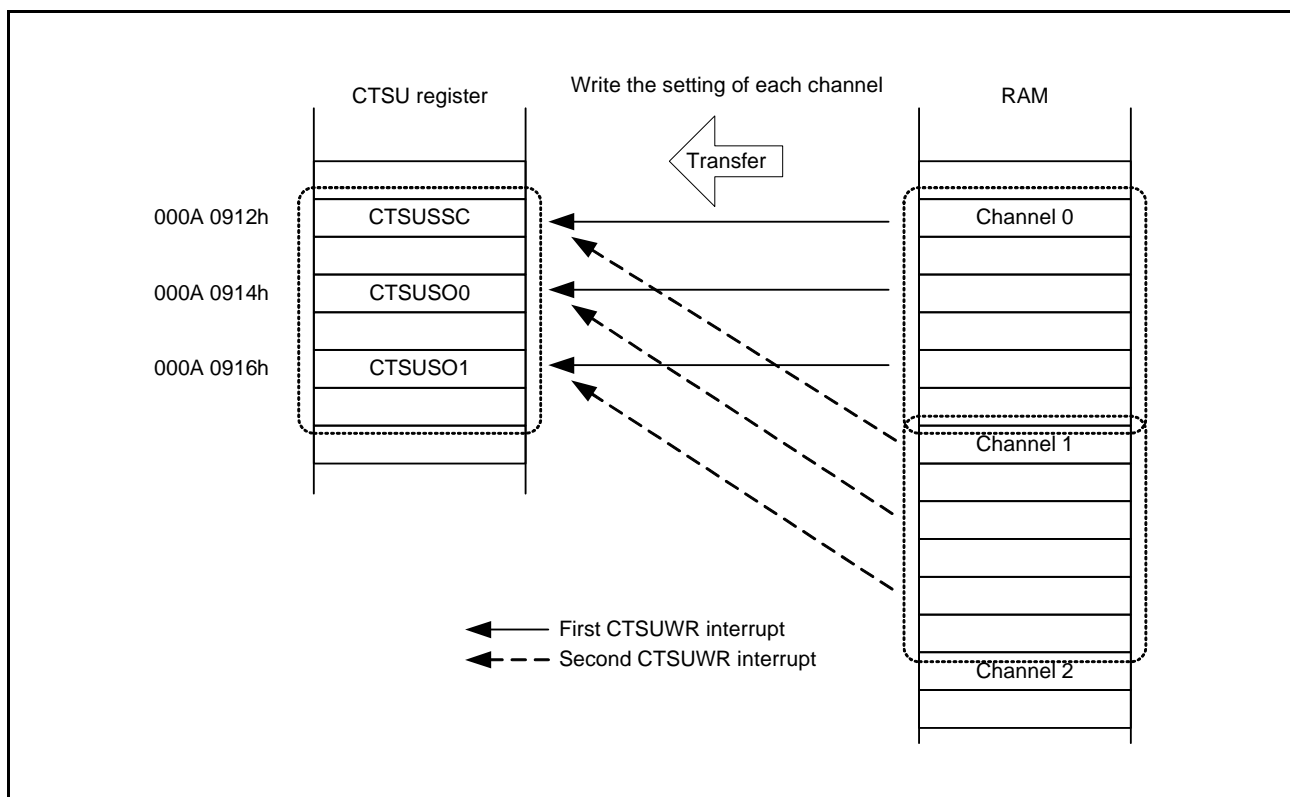 Write the setting of each channel
CTSU register
RAM
Transfer
000A 0912h
CTSUSSC
Channel 0
000A 0914h
CTSUSO0
000A 0916h
CTSUSO1
Channel 1
First CTSUWR interrupt
Second CTSUWR interrupt
Channel 2